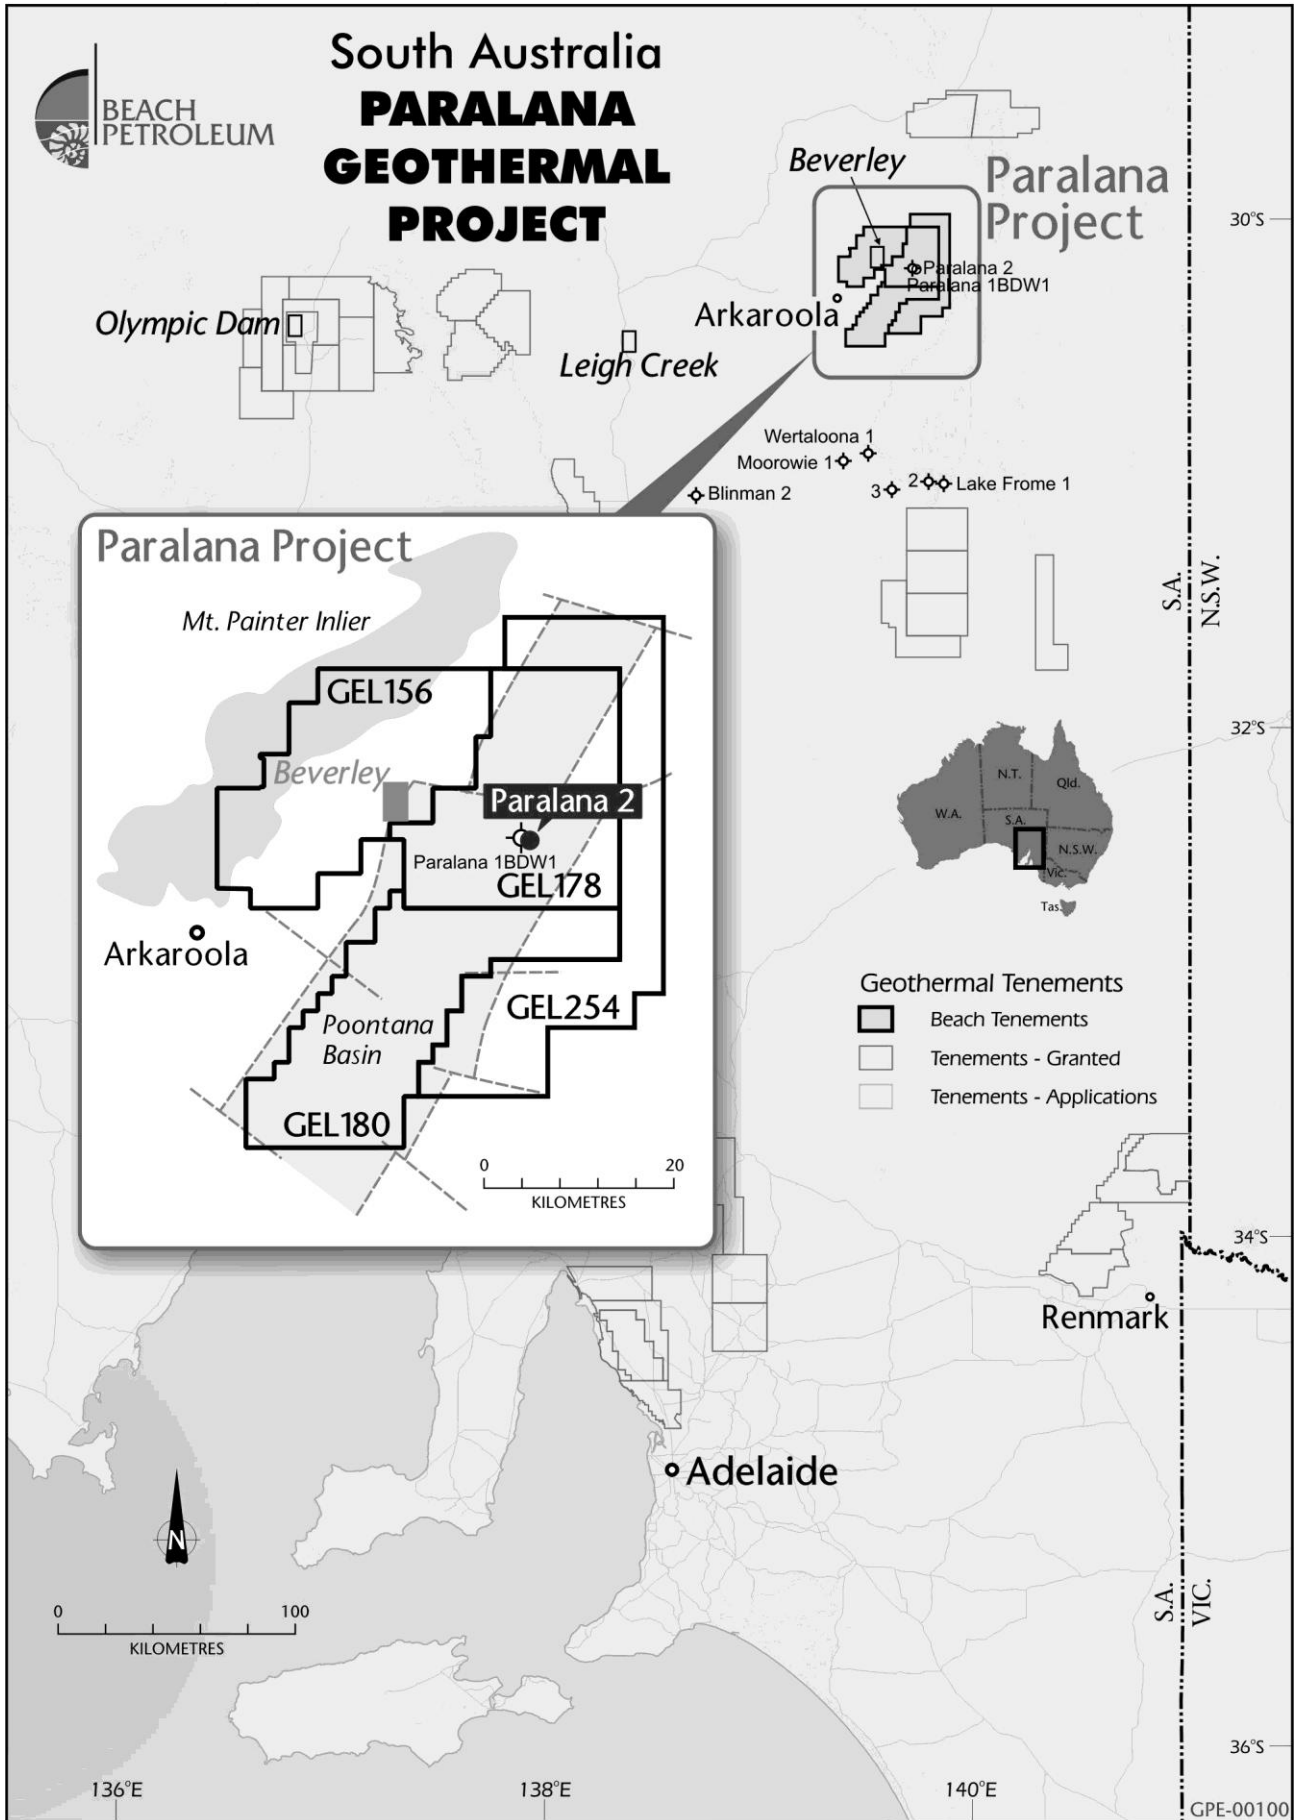 BEACH
PETROLEUM
South Australia
PARALANA
GEOTHERMAL
PROJECT
Beverley
Paralana
Project
30°S
Paralana 2
Paralana 1BDW1
Arkaroola
Olympic Dam
Leigh Creek
Wertaloona 1
Moorowie 1
Blinman 2
3
2
Lake Frome 1
S.A.
N.S.W.
Paralana Project
Mt. Painter Inlier
GEL156
Beverley
Paralana 2
Paralana 1BDW1
GEL178
Arkaroola
GEL254
Poontana
Basin
GEL180
0 20
KILOMETRES
32°S
N.T.
Qld.
W.A.
S.A.
N.S.W.
Vic.
Tas.
Geothermal Tenements
Beach Tenements
Tenements - Granted
Tenements - Applications
34°S
Renmark
Adelaide
N
0 100
KILOMETRES
S.A.
VIC.
36°S
136°E
138°E
140°E
GPE-00100